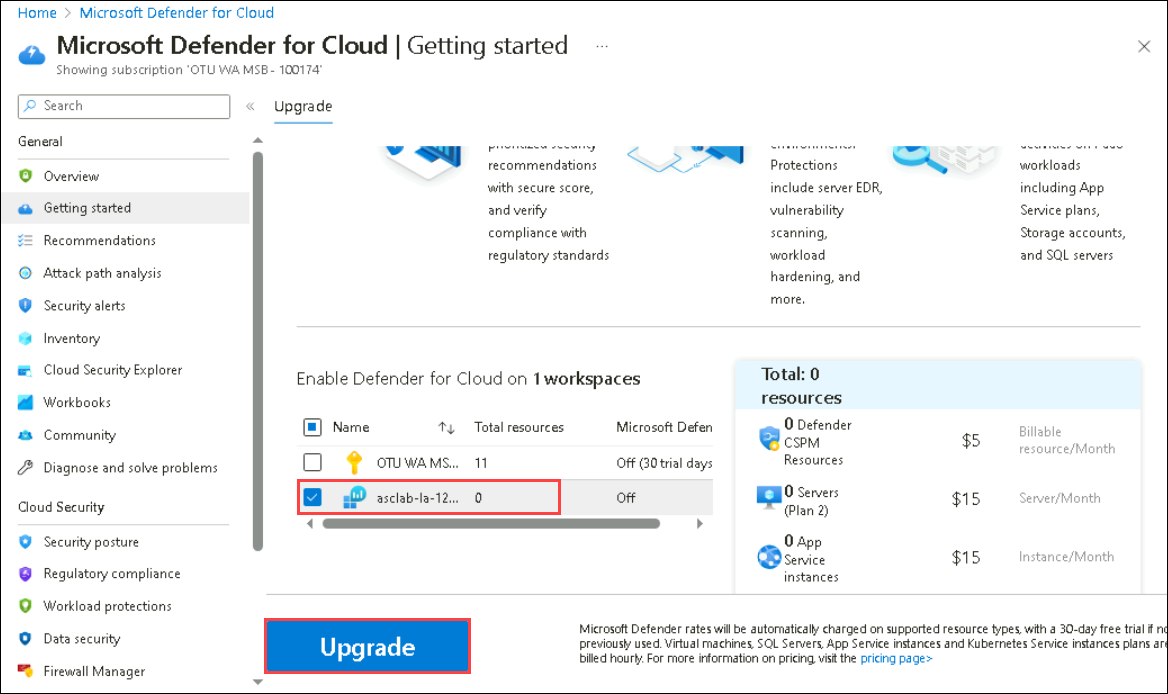 Home > Microsoft Defender for Cloud
Microsoft Defender for Cloud | Getting started ...
Showing subscription 'OTU WA MSB - 100174'
Search
«
General
Overview
Getting started
Recommendations
Attack path analysis
Security alerts
Inventory
Cloud Security Explorer
Workbooks
Community
Diagnose and solve problems
Cloud Security
Security posture
Regulatory compliance
Workload protections
Data security
Firewall Manager
Upgrade
prioritized security
recommendations
with secure score,
and verify
compliance with
regulatory standards
environments.
Protections
include server EDR,
vulnerability
scanning,
workload
hardening, and
more.
workloads
including App
Service plans,
Storage accounts,
and SQL servers
Enable Defender for Cloud on 1 workspaces
Name Total resources Microsoft Defen
OTU WA MS... 11 Off (30 trial days
asclab-la-12... 0 Off
Total: 0
resources
0 Defender
CSPM
Resources
$5
Billable
resource/Month
0 Servers
(Plan 2)
$15
Server/Month
0 App
Service
instances
$15
Instance/Month
Upgrade
Microsoft Defender rates will be automatically charged on supported resource types, with a 30-day free trial if no
previously used. Virtual machines, SQL Servers, App Service instances and Kubernetes Service instances plans are
billed hourly. For more information on pricing, visit the pricing page>